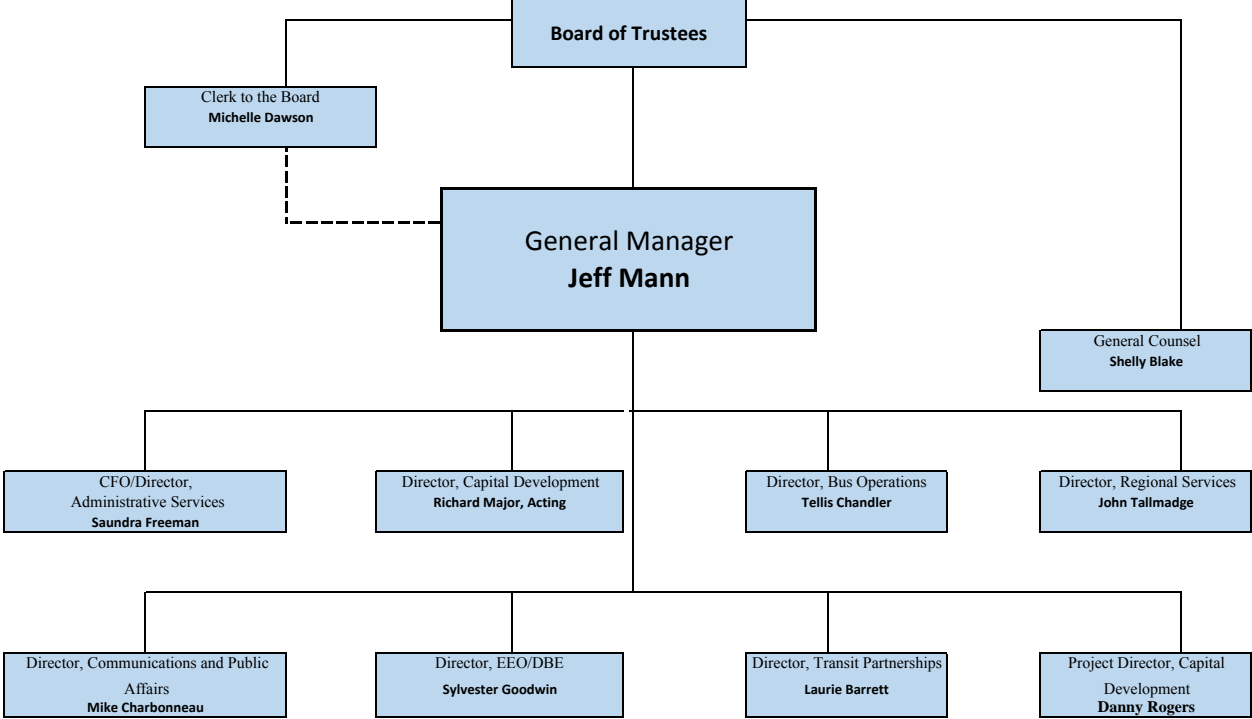 Board of Trustees
Clerk to the Board
Michelle Dawson
General Manager
Jeff Mann
General Counsel
Shelly Blake
CFO/Director,
Administrative Services
Saundra Freeman
Director, Capital Development
Richard Major, Acting
Director, Bus Operations
Tellis Chandler
Director, Regional Services
John Tallmadge
Director, Communications and Public
Affairs
Mike Charbonneau
Director, EEO/DBE
Sylvester Goodwin
Director, Transit Partnerships
Laurie Barrett
Project Director, Capital
Development
Danny Rogers